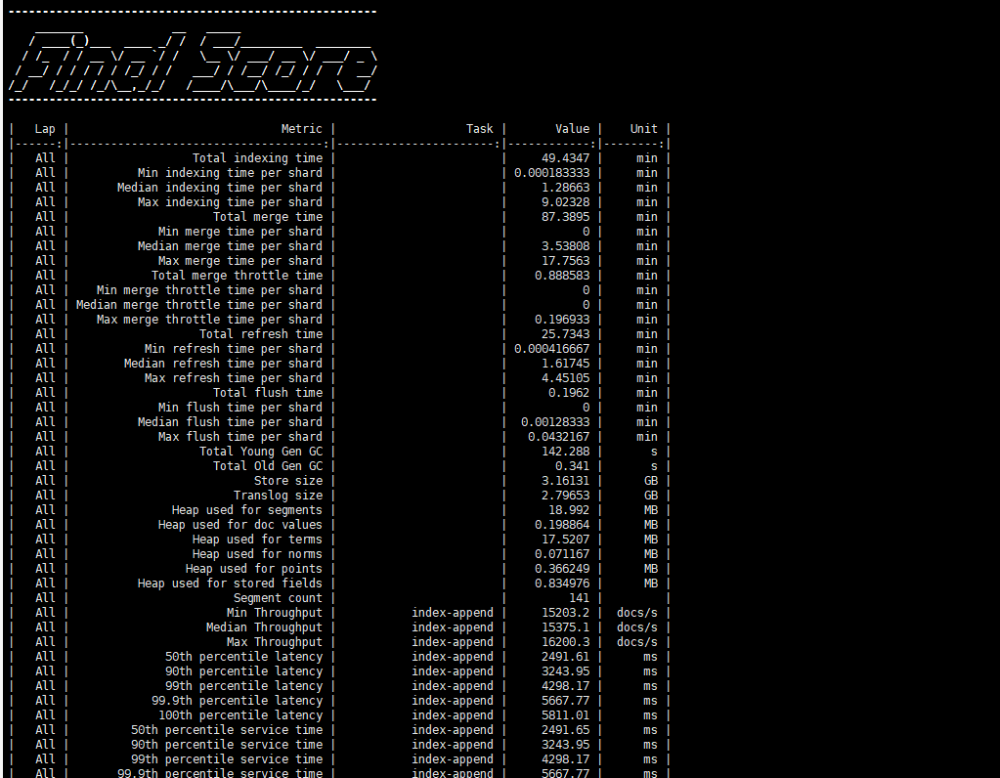 ------------------------------------------------------
    _______             __   _____
   / ____(_)___  ____ _/ /  / ___/_________  ________
  / /_  / / __ \/ __ `/ /   \__ \/ ___/ __ \/ ___/ _ \
 / __/ / / / / / /_/ / /   ___/ / /__/ /_/ / /  /  __/
/_/   /_/_/ /_/\__,_/_/   /____/\___/\____/_/   \___/
------------------------------------------------------
| Lap | Metric | Task | Value | Unit |
|------:|-------------------------------------:|-----------------------:|------------:|--------:|
| All | Total indexing time | | 49.4347 | min |
| All | Min indexing time per shard | | 0.000183333 | min |
| All | Median indexing time per shard | | 1.28663 | min |
| All | Max indexing time per shard | | 9.02328 | min |
| All | Total merge time | | 87.3895 | min |
| All | Min merge time per shard | | 0 | min |
| All | Median merge time per shard | | 3.53808 | min |
| All | Max merge time per shard | | 17.7563 | min |
| All | Total merge throttle time | | 0.888583 | min |
| All | Min merge throttle time per shard | | 0 | min |
| All | Median merge throttle time per shard | | 0 | min |
| All | Max merge throttle time per shard | | 0.196933 | min |
| All | Total refresh time | | 25.7343 | min |
| All | Min refresh time per shard | | 0.000416667 | min |
| All | Median refresh time per shard | | 1.61745 | min |
| All | Max refresh time per shard | | 4.45105 | min |
| All | Total flush time | | 0.1962 | min |
| All | Min flush time per shard | | 0 | min |
| All | Median flush time per shard | | 0.00128333 | min |
| All | Max flush time per shard | | 0.0432167 | min |
| All | Total Young Gen GC | | 142.288 | s |
| All | Total Old Gen GC | | 0.341 | s |
| All | Store size | | 3.16131 | GB |
| All | Translog size | | 2.79653 | GB |
| All | Heap used for segments | | 18.992 | MB |
| All | Heap used for doc values | | 0.198864 | MB |
| All | Heap used for terms | | 17.5207 | MB |
| All | Heap used for norms | | 0.071167 | MB |
| All | Heap used for points | | 0.366249 | MB |
| All | Heap used for stored fields | | 0.834976 | MB |
| All | Segment count | | 141 | |
| All | Min Throughput | index-append | 15203.2 | docs/s |
| All | Median Throughput | index-append | 15375.1 | docs/s |
| All | Max Throughput | index-append | 16200.3 | docs/s |
| All | 50th percentile latency | index-append | 2491.61 | ms |
| All | 90th percentile latency | index-append | 3243.95 | ms |
| All | 99th percentile latency | index-append | 4298.17 | ms |
| All | 99.9th percentile latency | index-append | 5667.77 | ms |
| All | 100th percentile latency | index-append | 5811.01 | ms |
| All | 50th percentile service time | index-append | 2491.65 | ms |
| All | 90th percentile service time | index-append | 3243.95 | ms |
| All | 99th percentile service time | index-append | 4298.17 | ms |
| All | 99.9th percentile service time | index-append | 5667.77 | ms |